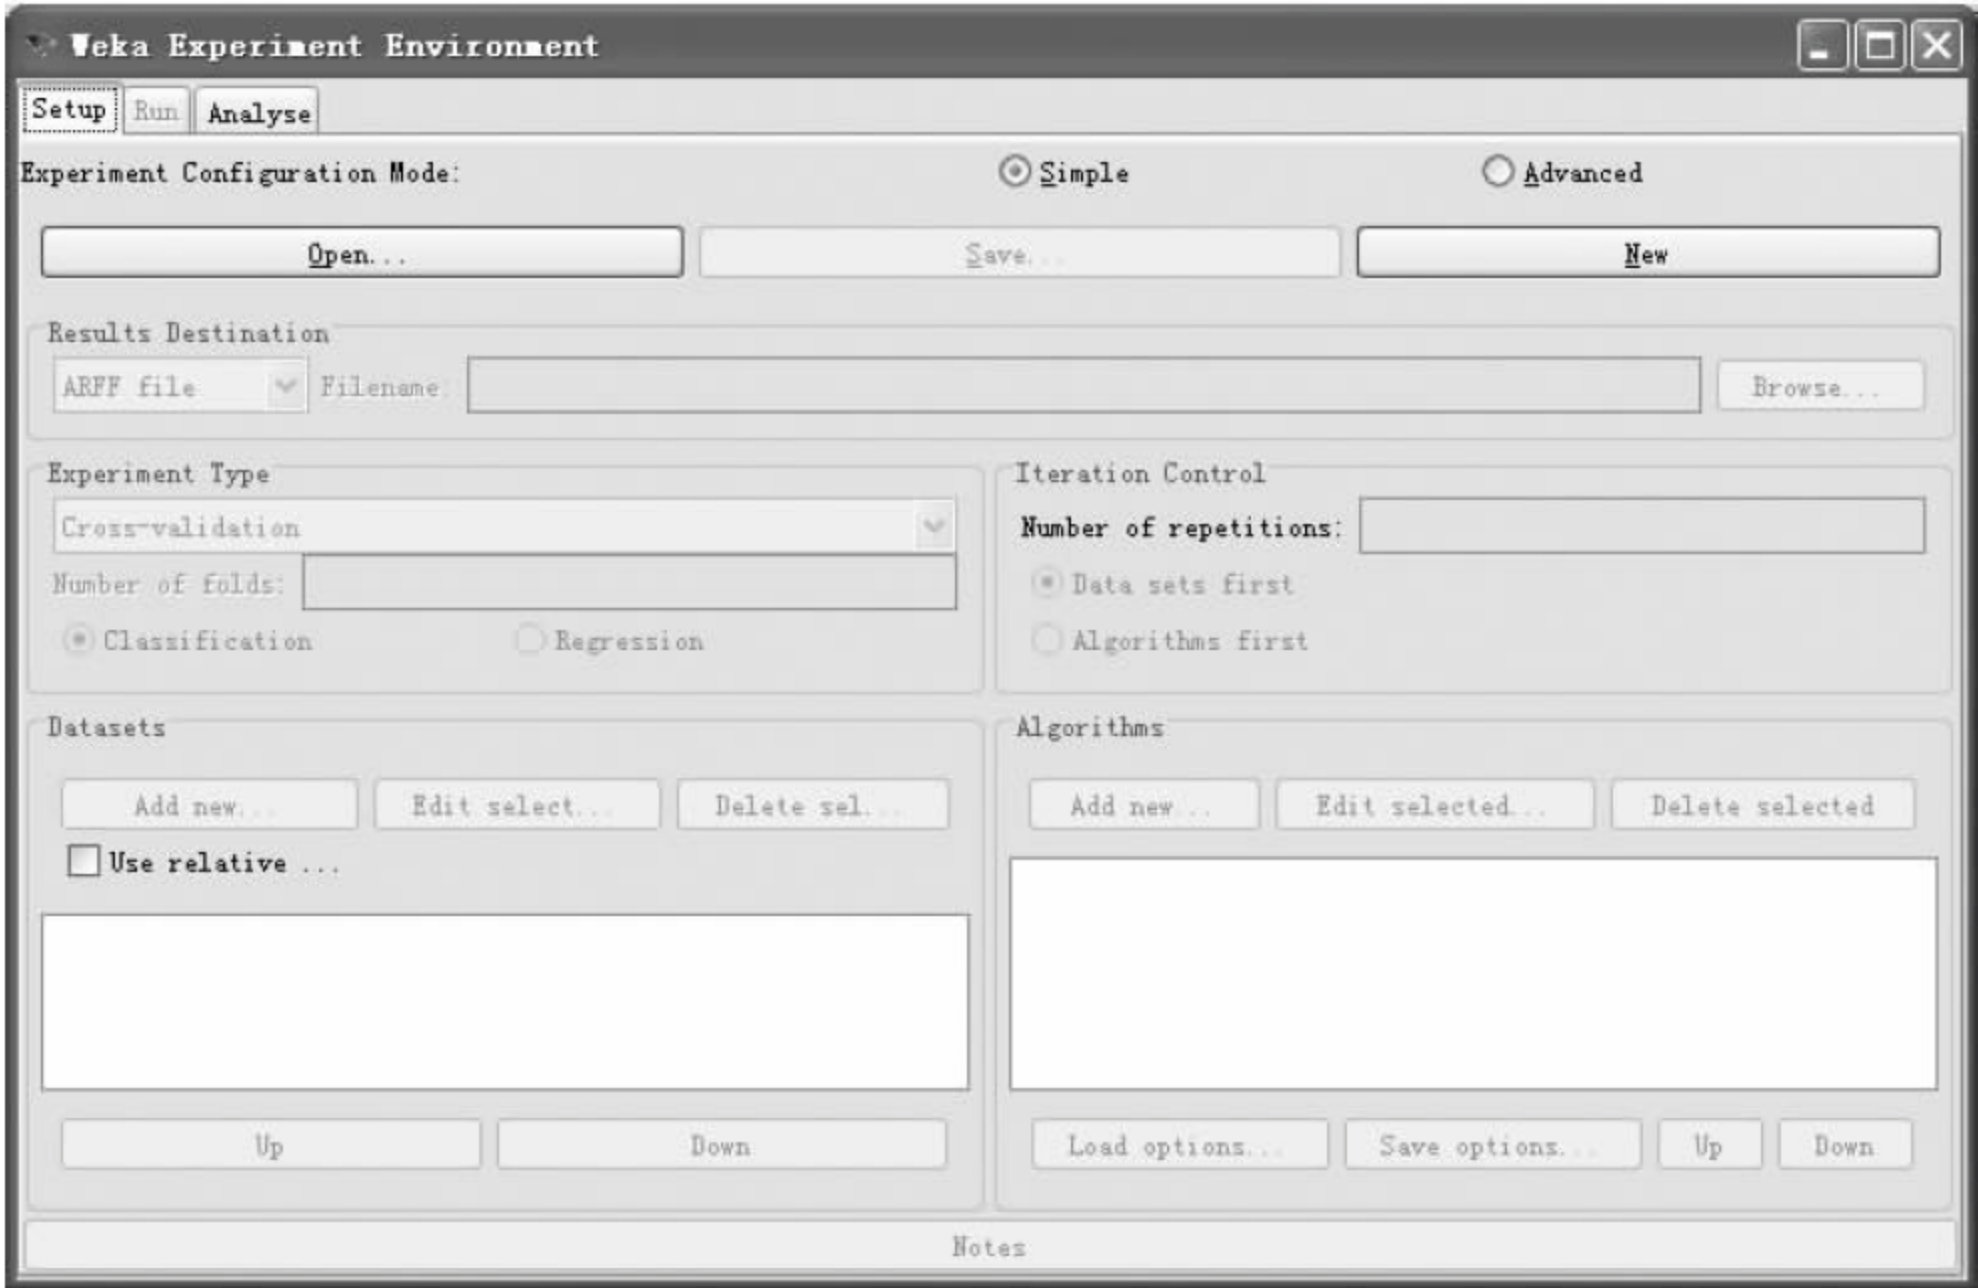 Weka Experiment Environment
Setup Run Analyse
Experiment Configuration Mode: Simple Advanced
Open... Save... New
Results Destination
ARFF file Filename Browse...
Experiment Type Iteration Control
Cross-validation Number of repetitions:
Number of folds: Data sets first
Classification Regression Algorithms first
Datasets Algorithms
Add new... Edit select... Delete sel... Add new... Edit selected... Delete selected
Use relative ...
Up Down Load options... Save options... Up Down
Notes